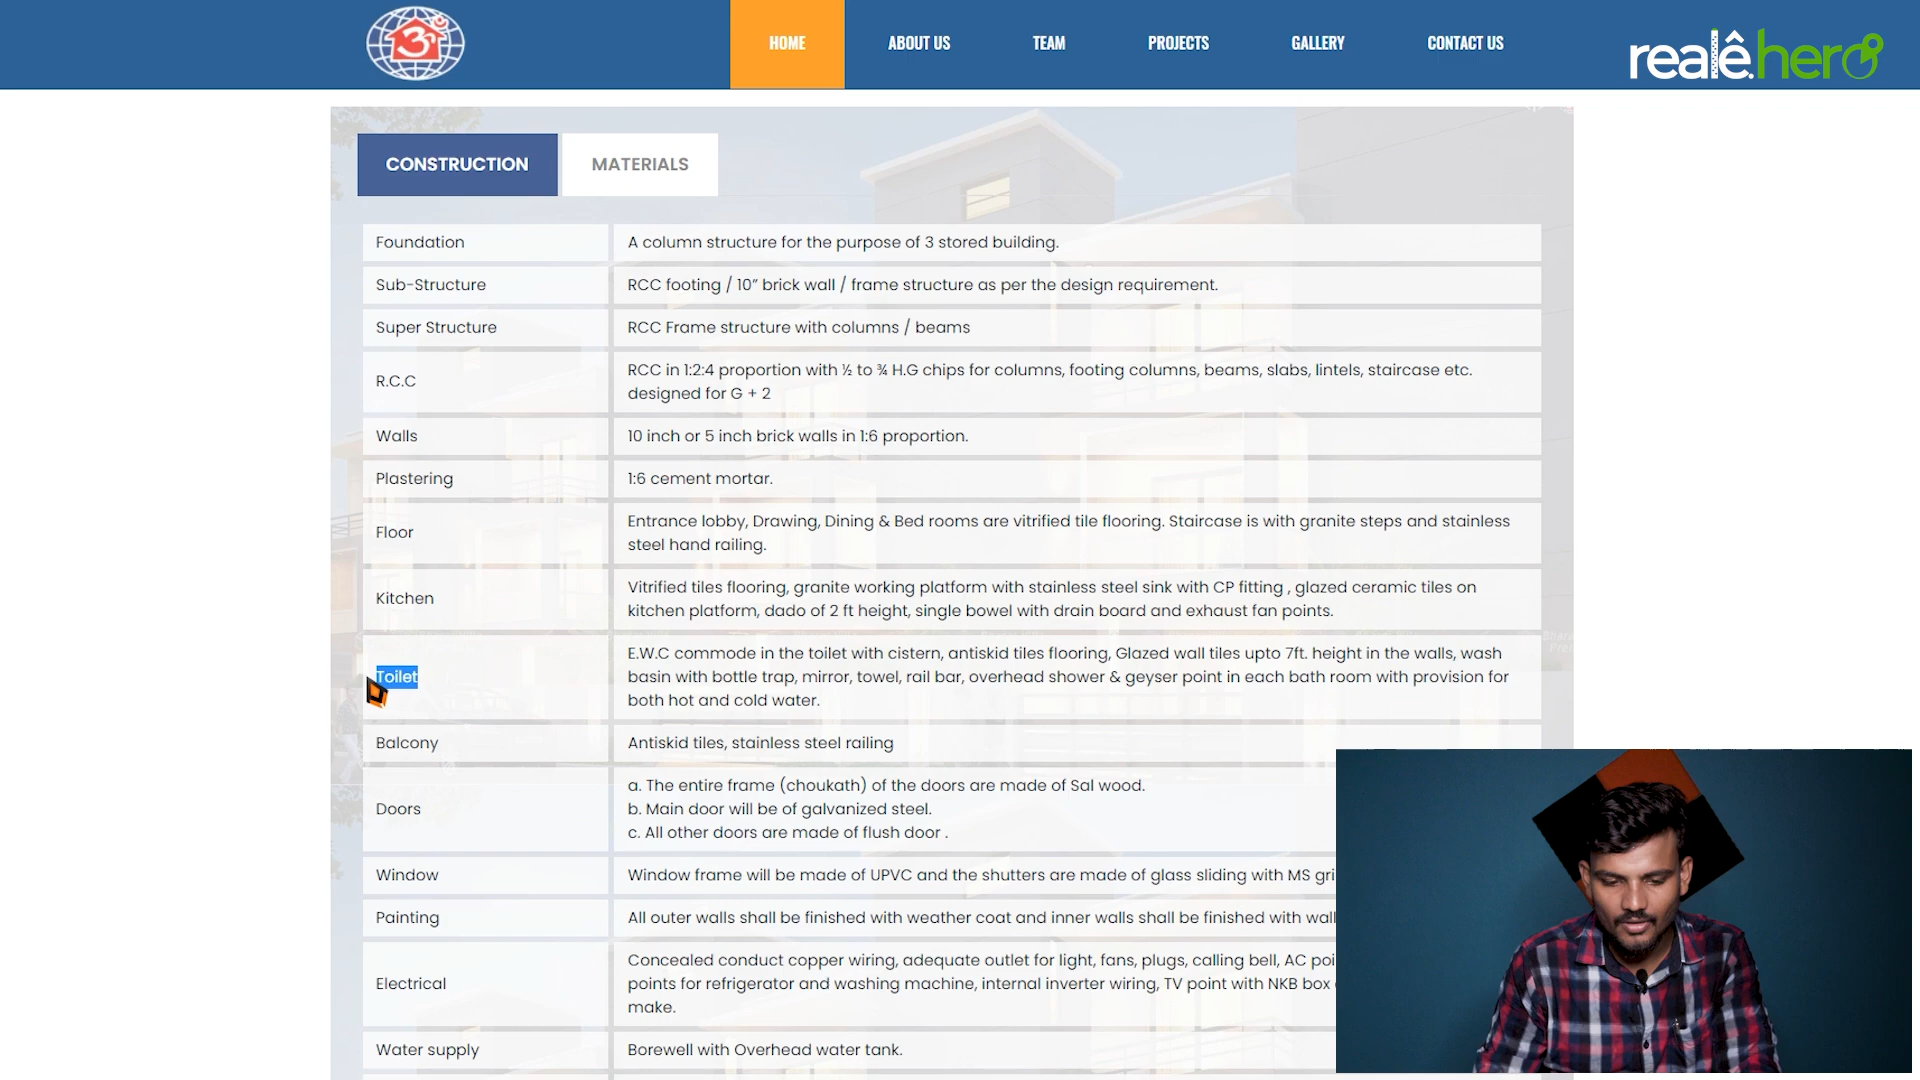 HOME
ABOUT US
TEAM
PROJECTS
GALLERY
CONTACT US
realê.hero
CONSTRUCTION
MATERIALS
Foundation
A column structure for the purpose of 3 stored building.
Sub-Structure
RCC footing / 10” brick wall / frame structure as per the design requirement.
Super Structure
RCC Frame structure with columns / beams
R.C.C
RCC in 1:2:4 proportion with ½ to ¾ H.G chips for columns, footing columns, beams, slabs, lintels, staircase etc.
designed for G + 2
Walls
10 inch or 5 inch brick walls in 1:6 proportion.
Plastering
1:6 cement mortar.
Floor
Entrance lobby, Drawing, Dining & Bed rooms are vitrified tile flooring. Staircase is with granite steps and stainless
steel hand railing.
Kitchen
Vitrified tiles flooring, granite working platform with stainless steel sink with CP fitting , glazed ceramic tiles on
kitchen platform, dado of 2 ft height, single bowel with drain board and exhaust fan points.
Toilet
E.W.C commode in the toilet with cistern, antiskid tiles flooring, Glazed wall tiles upto 7ft. height in the walls, wash
basin with bottle trap, mirror, towel, rail bar, overhead shower & geyser point in each bath room with provision for
both hot and cold water.
Balcony
Antiskid tiles, stainless steel railing
Doors
a. The entire frame (choukath) of the doors are made of Sal wood.
b. Main door will be of galvanized steel.
c. All other doors are made of flush door .
Window
Window frame will be made of UPVC and the shutters are made of glass sliding with MS gri
Painting
All outer walls shall be finished with weather coat and inner walls shall be finished with wall
Electrical
Concealed conduct copper wiring, adequate outlet for light, fans, plugs, calling bell, AC poi
points for refrigerator and washing machine, internal inverter wiring, TV point with NKB box
make.
Water supply
Borewell with Overhead water tank.